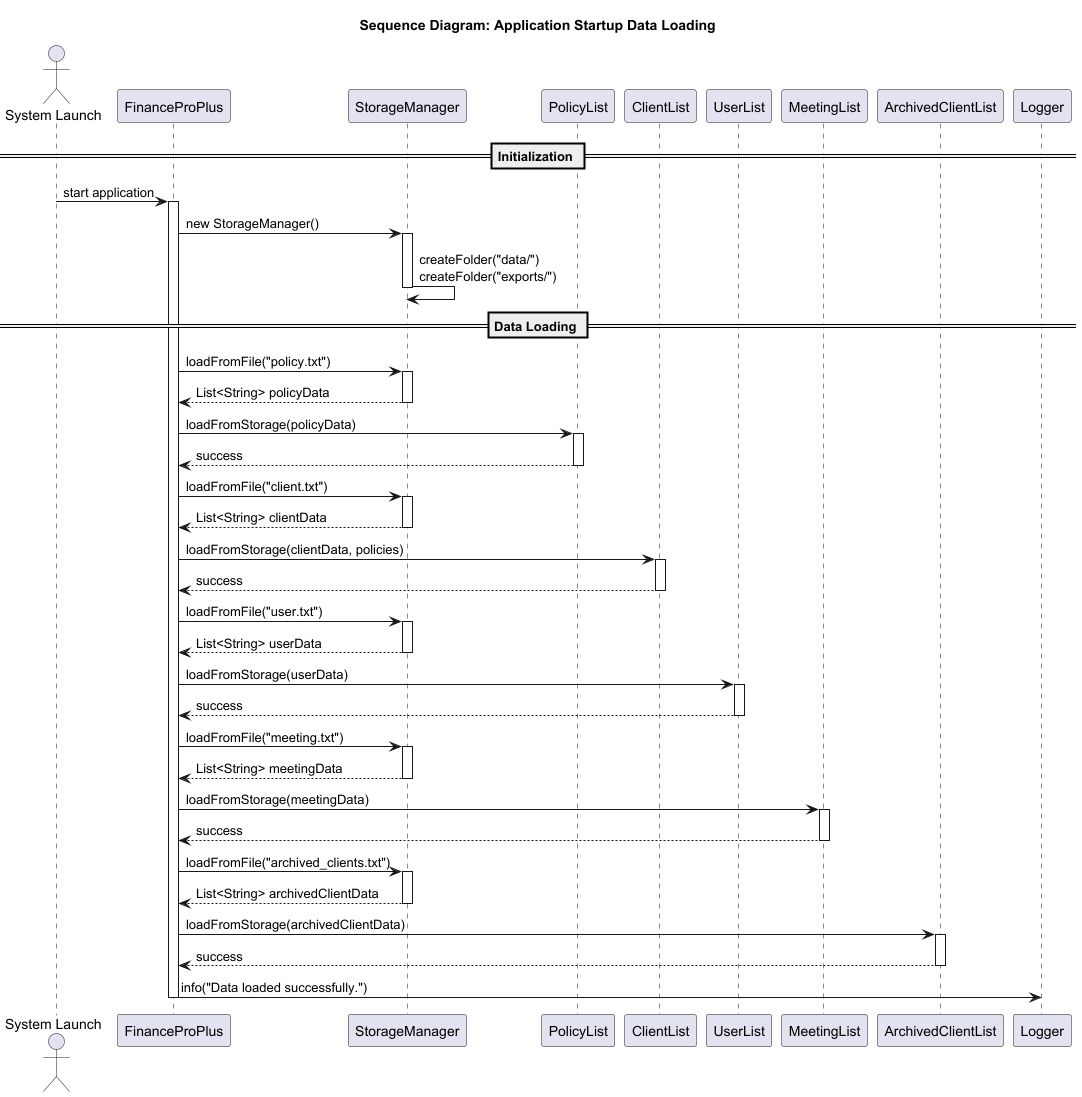 Sequence Diagram: Application Startup Data Loading
System Launch
FinanceProPlus
StorageManager
PolicyList
ClientList
UserList
MeetingList
ArchivedClientList
Logger
Initialization
start application
new StorageManager()
createFolder("data/")
createFolder("exports/")
Data Loading
loadFromFile("policy.txt")
List<String> policyData
loadFromStorage(policyData)
success
loadFromFile("client.txt")
List<String> clientData
loadFromStorage(clientData, policies)
success
loadFromFile("user.txt")
List<String> userData
loadFromStorage(userData)
success
loadFromFile("meeting.txt")
List<String> meetingData
loadFromStorage(meetingData)
success
loadFromFile("archived_clients.txt")
List<String> archivedClientData
loadFromStorage(archivedClientData)
success
info("Data loaded successfully.")
System Launch
FinanceProPlus
StorageManager
PolicyList
ClientList
UserList
MeetingList
ArchivedClientList
Logger